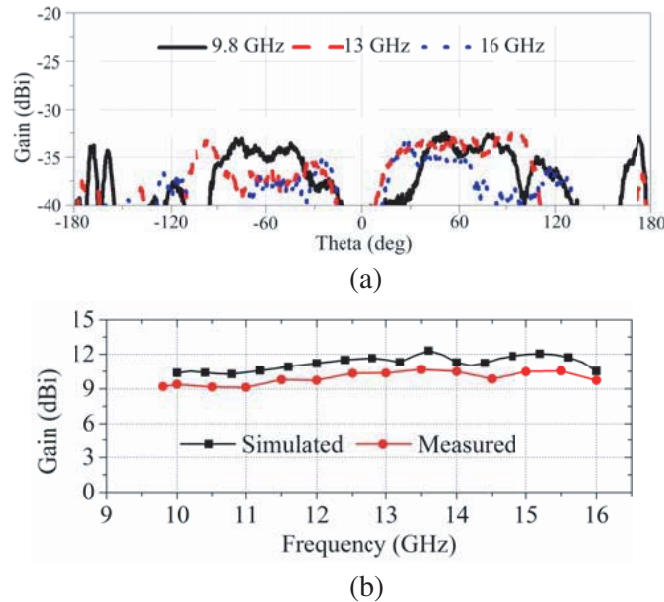 (a)
-20
-25
-30
-35
-40
Gain (dBi)
9.8 GHz 13 GHz 16 GHz
-180 -120 -60 0 60 120 180
Theta (deg)
(a)
15
12
9
6
3
0
Gain (dBi)
Simulated Measured
9 10 11 12 13 14 15 16
Frequency (GHz)
(b)